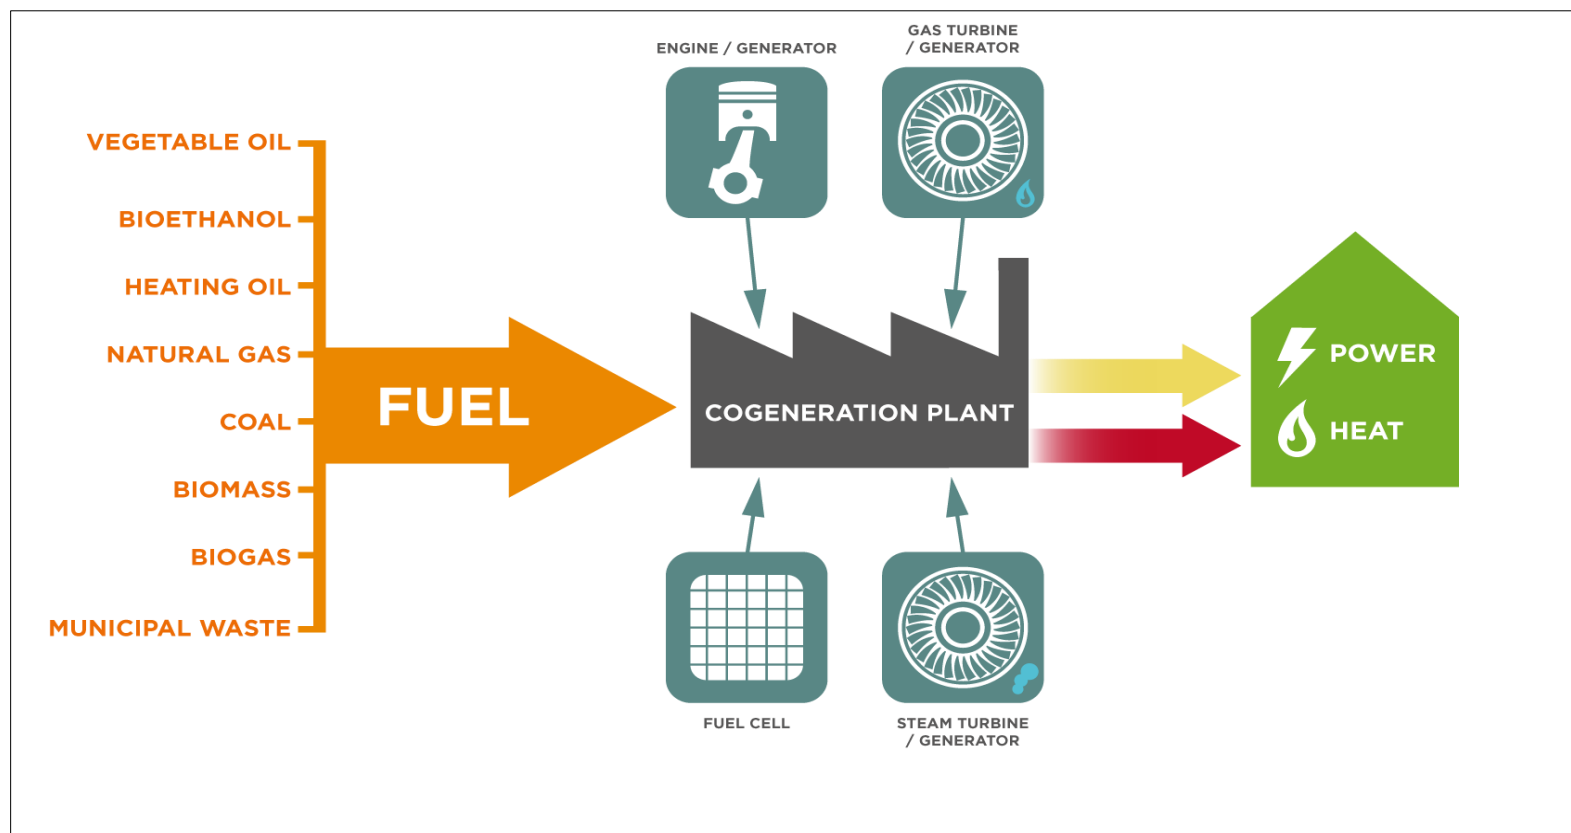 ENGINE / GENERATOR
GAS TURBINE
/ GENERATOR
VEGETABLE OIL
BIOETHANOL
HEATING OIL
NATURAL GAS
COAL
BIOMASS
BIOGAS
MUNICIPAL WASTE
FUEL
COGENERATION PLANT
POWER
HEAT
FUEL CELL
STEAM TURBINE
/ GENERATOR